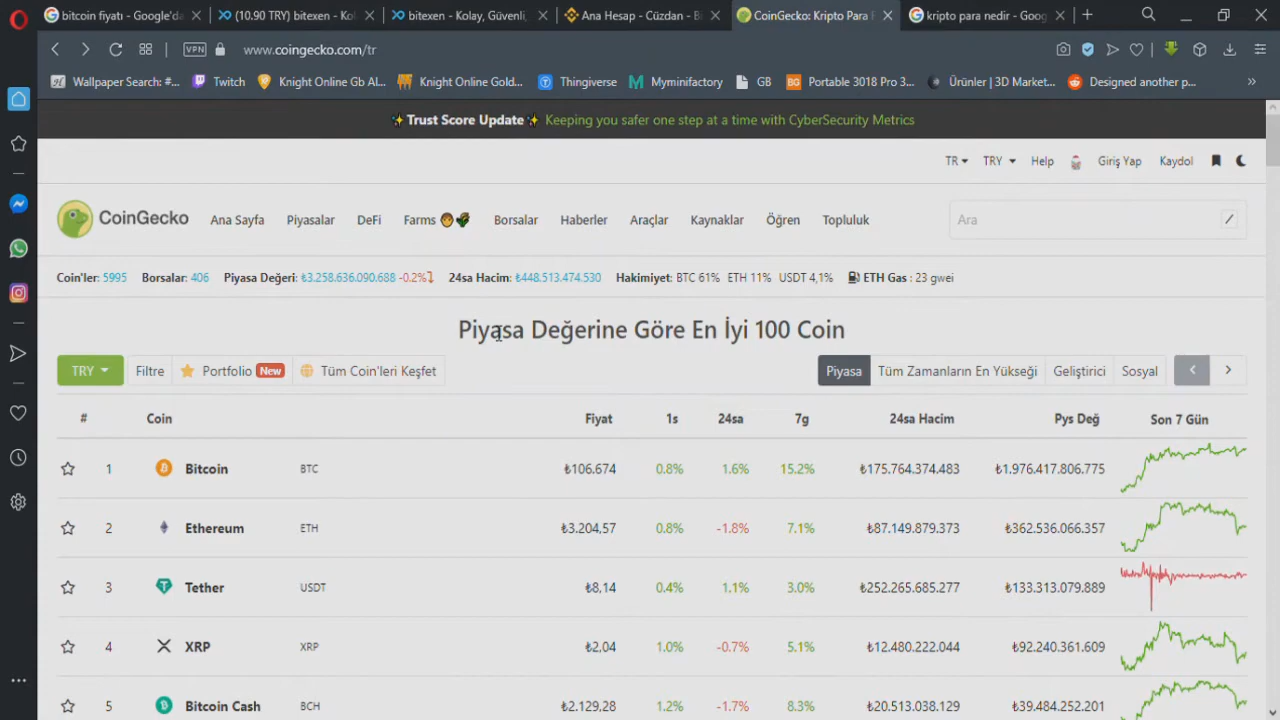 bitcoin fiyatı - Google'da
(10.90 TRY) bitexen - Ko
bitexen - Kolay, Güvenli,
Ana Hesap - Cüzdan - B
CoinGecko: Kripto Para F
kripto para nedir - Goog
VPN
www.coingecko.com/tr
Wallpaper Search: #...
Twitch
Knight Online Gb Al...
Knight Online Gold...
Thingiverse
Myminifactory
GB
Portable 3018 Pro 3...
Ürünler | 3D Market...
Designed another p...
Trust Score Update Keeping you safer one step at a time with CyberSecurity Metrics
TR TRY Help Giriş Yap Kaydol
CoinGecko Ana Sayfa Piyasalar DeFi Farms Borsalar Haberler Araçlar Kaynaklar Öğren Topluluk Ara /
Coin'ler: 5995 Borsalar: 406 Piyasa Değeri: ₺3.258.636.090.688 -0.2% 24sa Hacim: ₺448.513.474.530 Hakimiyet: BTC 61% ETH 11% USDT 4,1% ETH Gas : 23 gwei
Piyasa Değerine Göre En İyi 100 Coin
TRY Filtre Portfolio New Tüm Coin'leri Keşfet Piyasa Tüm Zamanların En Yükseği Geliştirici Sosyal
# Coin Fiyat 1s 24sa 7g 24sa Hacim Pys Değ Son 7 Gün
1 Bitcoin BTC ₺106.674 0.8% 1.6% 15.2% ₺175.764.374.483 ₺1.976.417.806.775
2 Ethereum ETH ₺3.204,57 0.8% -1.8% 7.1% ₺87.149.879.373 ₺362.536.066.357
3 Tether USDT ₺8,14 0.4% 1.1% 3.0% ₺252.265.685.277 ₺133.313.079.889
4 XRP XRP ₺2,04 1.0% -0.7% 5.1% ₺12.480.222.044 ₺92.240.361.609
5 Bitcoin Cash BCH ₺2.129,28 1.2% -1.7% 8.3% ₺20.513.038.129 ₺39.484.252.201